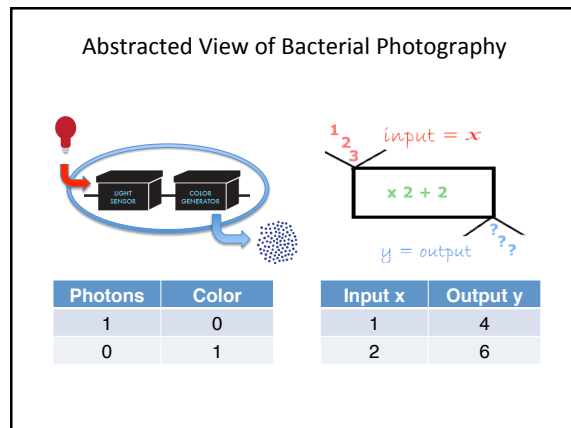 Abstracted View of Bacterial Photography
LIGHT SENSOR
COLOR GENERATOR
1
2
3
input = x
x 2 + 2
y = output
?
?
?
Photons Color
1 0
0 1
Input x Output y
1 4
2 6